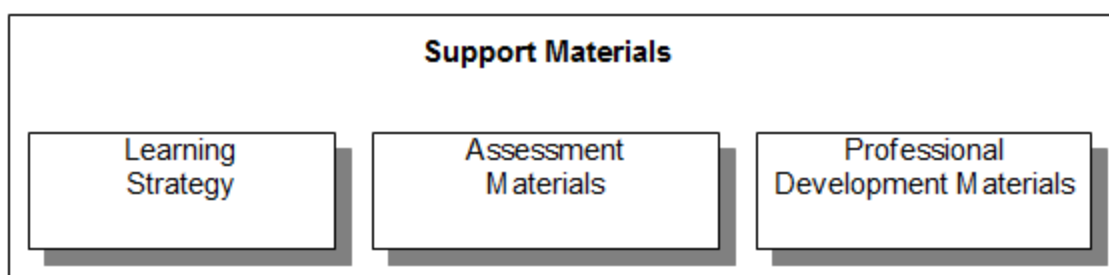 Support Materials
Learning
Strategy
Assessment
Materials
Professional
Development Materials